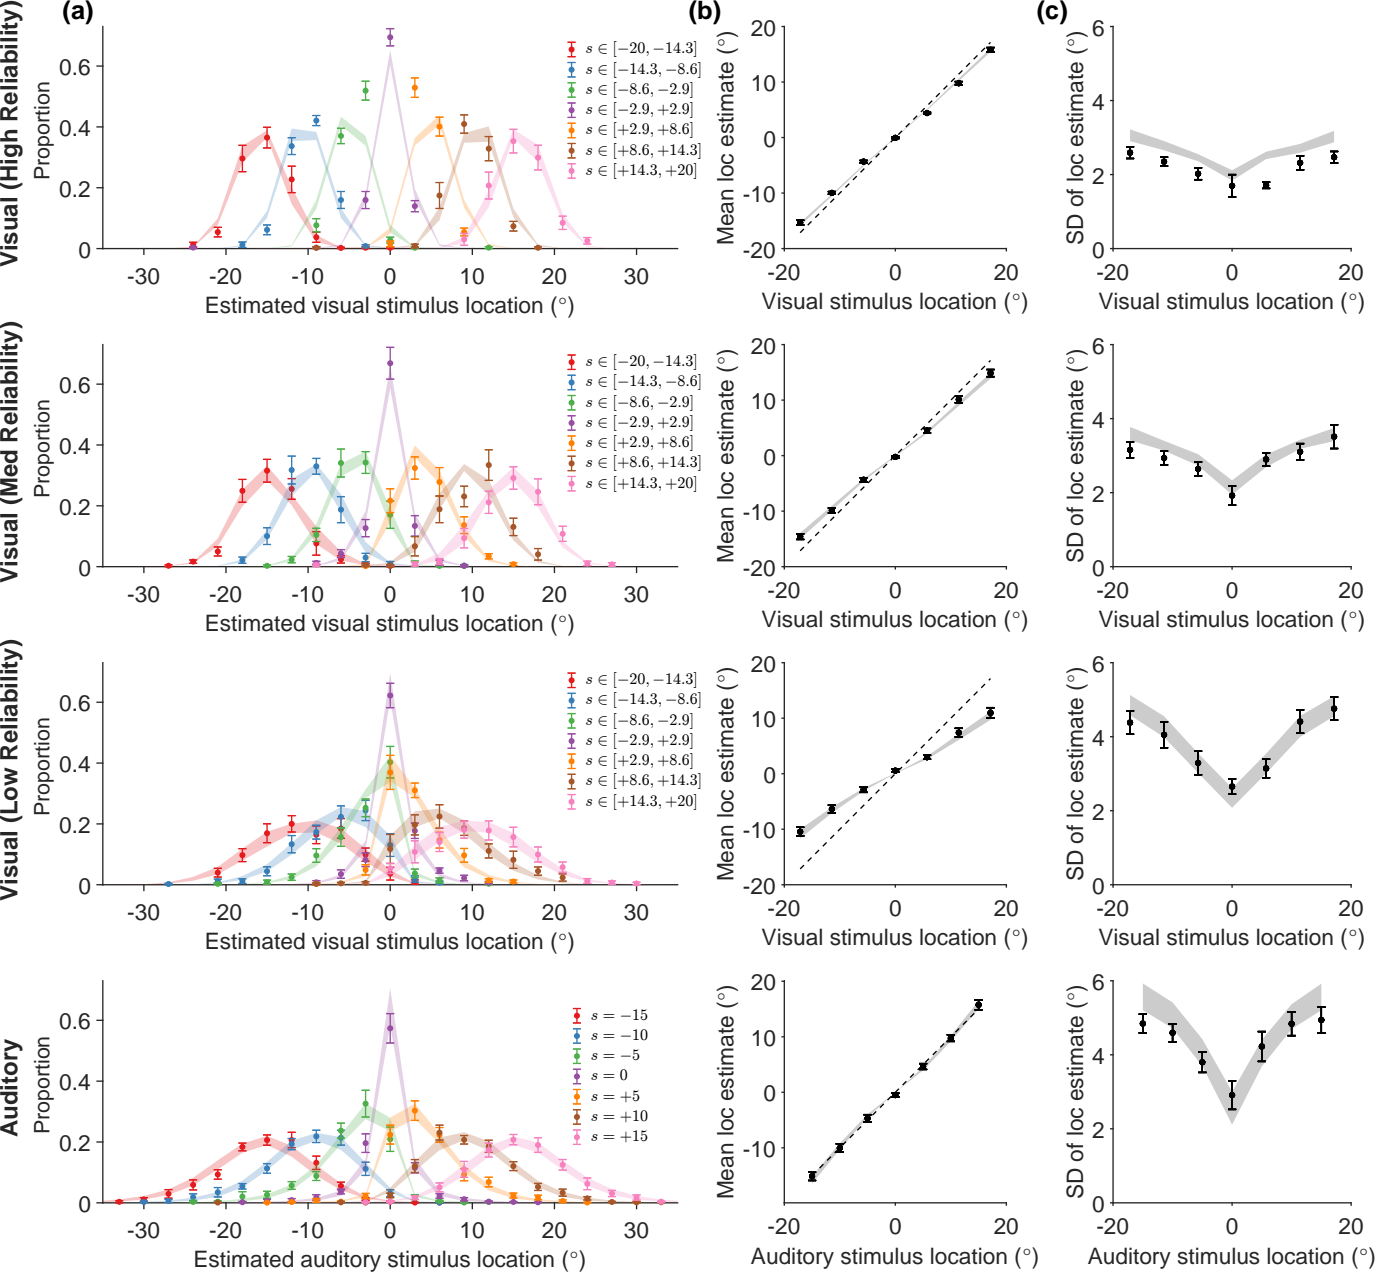 (a)
(b)
(c)
Visual (High Reliability)
Proportion
0.6
0.4
0.2
0
-30
-20
-10
0
10
20
30
Estimated visual stimulus location (°)
s ∈ [−20, −14.3]
s ∈ [−14.3, −8.6]
s ∈ [−8.6, −2.9]
s ∈ [−2.9, +2.9]
s ∈ [+2.9, +8.6]
s ∈ [+8.6, +14.3]
s ∈ [+14.3, +20]
Mean loc estimate (°)
20
10
0
-10
-20
-20
0
20
Visual stimulus location (°)
SD of loc estimate (°)
6
4
2
0
-20
0
20
Visual stimulus location (°)
Visual (Med Reliability)
Proportion
0.6
0.4
0.2
0
-30
-20
-10
0
10
20
30
Estimated visual stimulus location (°)
s ∈ [−20, −14.3]
s ∈ [−14.3, −8.6]
s ∈ [−8.6, −2.9]
s ∈ [−2.9, +2.9]
s ∈ [+2.9, +8.6]
s ∈ [+8.6, +14.3]
s ∈ [+14.3, +20]
Mean loc estimate (°)
20
10
0
-10
-20
-20
0
20
Visual stimulus location (°)
SD of loc estimate (°)
6
4
2
0
-20
0
20
Visual stimulus location (°)
Visual (Low Reliability)
Proportion
0.6
0.4
0.2
0
-30
-20
-10
0
10
20
30
Estimated visual stimulus location (°)
s ∈ [−20, −14.3]
s ∈ [−14.3, −8.6]
s ∈ [−8.6, −2.9]
s ∈ [−2.9, +2.9]
s ∈ [+2.9, +8.6]
s ∈ [+8.6, +14.3]
s ∈ [+14.3, +20]
Mean loc estimate (°)
20
10
0
-10
-20
-20
0
20
Visual stimulus location (°)
SD of loc estimate (°)
6
4
2
0
-20
0
20
Visual stimulus location (°)
Auditory
Proportion
0.6
0.4
0.2
0
-30
-20
-10
0
10
20
30
Estimated auditory stimulus location (°)
s = −15
s = −10
s = −5
s = 0
s = +5
s = +10
s = +15
Mean loc estimate (°)
20
10
0
-10
-20
0
20
Auditory stimulus location (°)
SD of loc estimate (°)
6
4
2
0
-20
0
20
Auditory stimulus location (°)